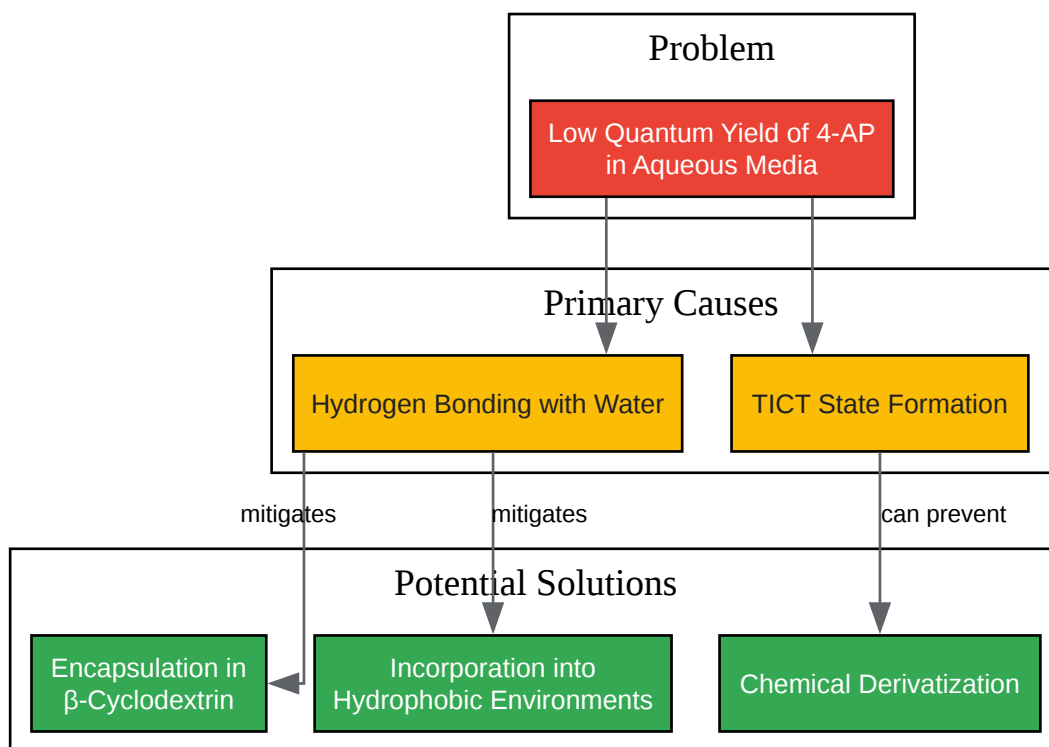 Problem
Low Quantum Yield of 4-AP
in Aqueous Media
Primary Causes
Hydrogen Bonding with Water
TICT State Formation
mitigates
mitigates
can prevent
Potential Solutions
Encapsulation in
β-Cyclodextrin
Incorporation into
Hydrophobic Environments
Chemical Derivatization